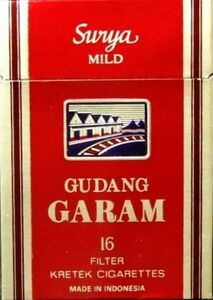 Surya
MILD
GUDANG
GARAM
16
FILTER
KRETEK CIGARETTES
MADE IN INDONESIA